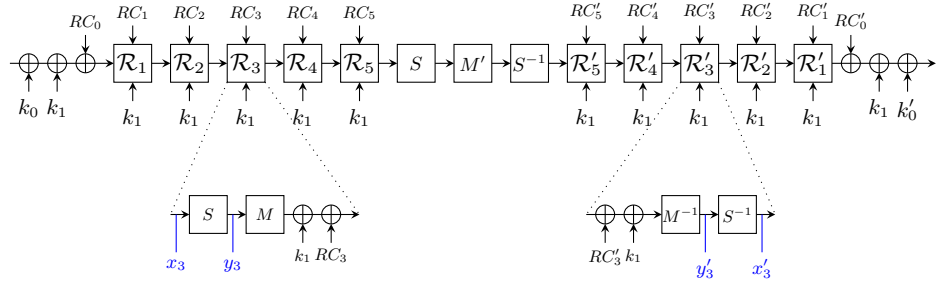 RC₀ RC₁ RC₂ RC₃ RC₄ RC₅ RC′₅ RC′₄ RC′₃ RC′₂ RC′₁ RC′₀
ℛ₁ ℛ₂ ℛ₃ ℛ₄ ℛ₅ S M′ S⁻¹ ℛ′₅ ℛ′₄ ℛ′₃ ℛ′₂ ℛ′₁
k₀ k₁ k₁ k₁ k₁ k₁ k₁ k₁ k₁ k₁ k₁ k₁ k₁ k′₀
S M M⁻¹ S⁻¹
x₃ y₃ k₁ RC₃ RC′₃ k₁ y′₃ x′₃